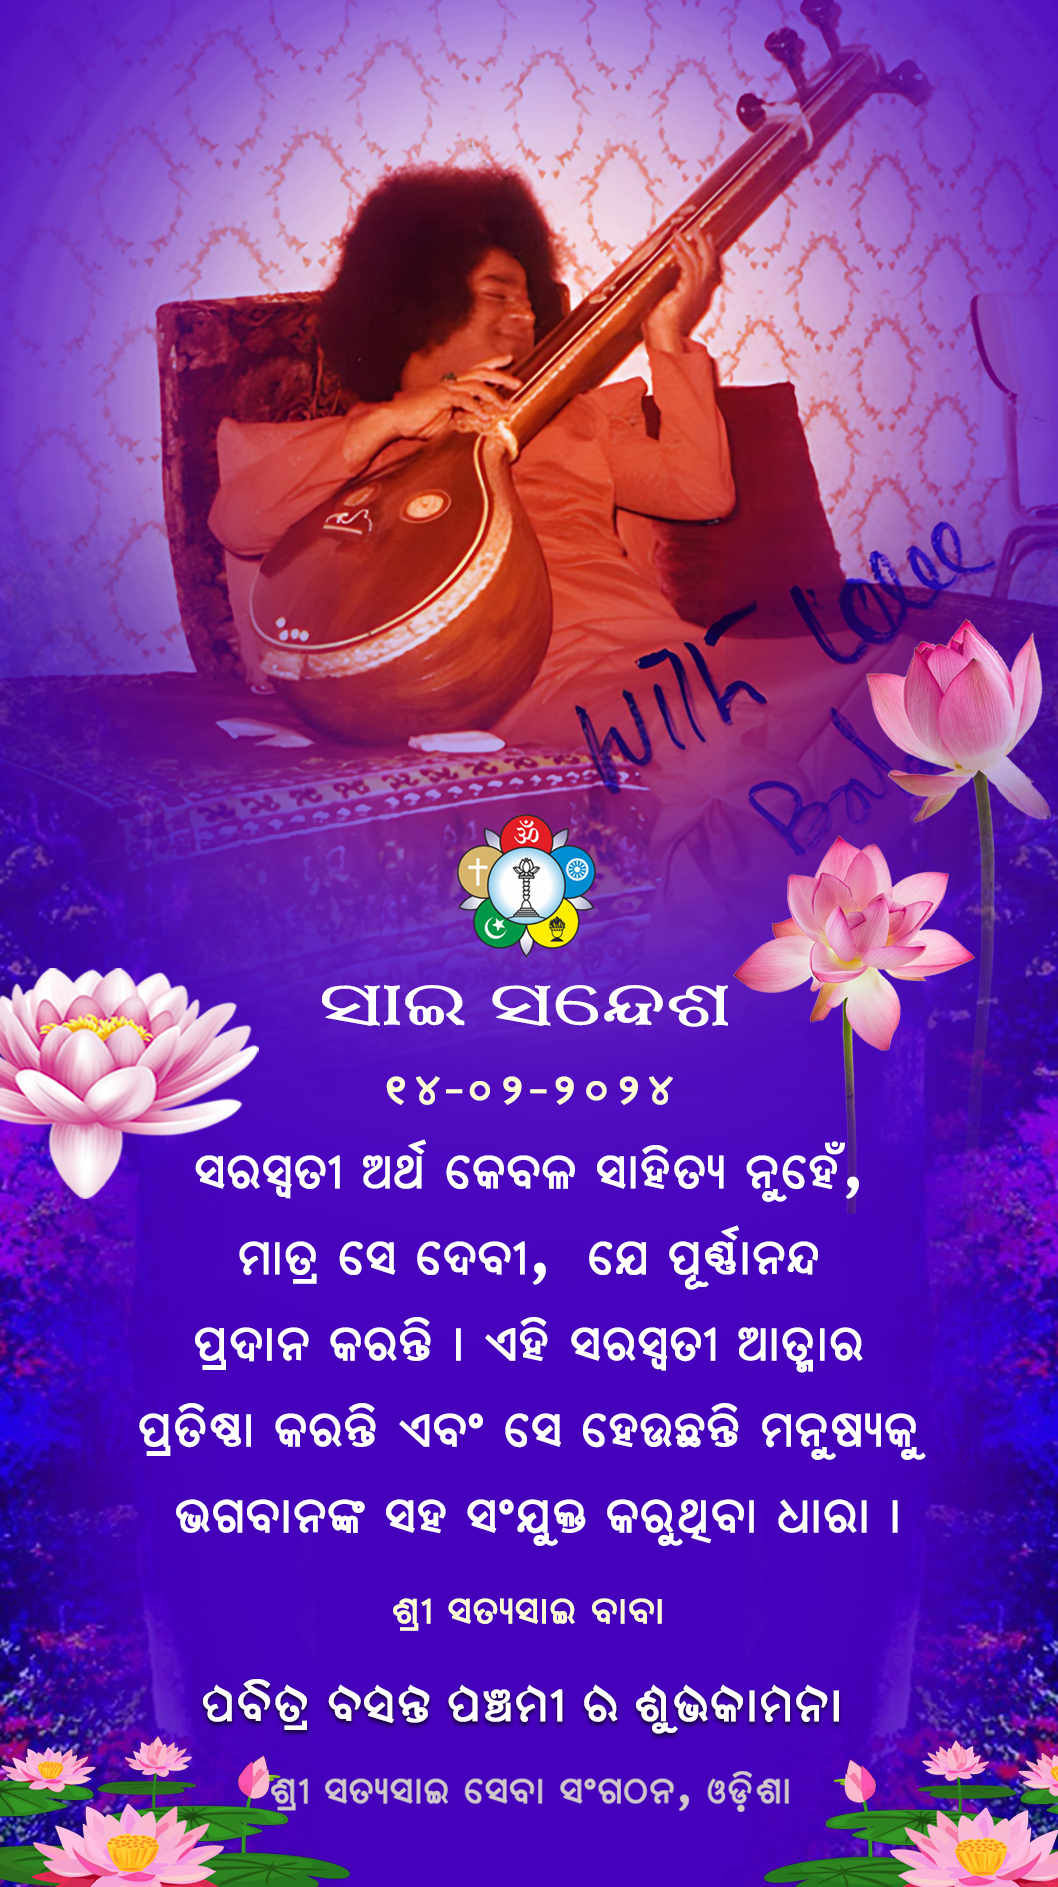 With Love
Baba
ସାଇ ସନ୍ଦେଶ
୧୪-୦୨-୨୦୨୪
ସରସ୍ୱତୀ ଅର୍ଥ କେବଳ ସାହିତ୍ୟ ନୁହେଁ,
ମାତ୍ର ସେ ଦେବୀ, ଯେ ପୂର୍ଣ୍ଣାନନ୍ଦ
ପ୍ରଦାନ କରନ୍ତି । ଏହି ସରସ୍ୱତୀ ଆତ୍ମାର
ପ୍ରତିଷ୍ଠା କରନ୍ତି ଏବଂ ସେ ହେଉଛନ୍ତି ମନୁଷ୍ୟକୁ
ଭଗବାନଙ୍କ ସହ ସଂଯୁକ୍ତ କରୁଥିବା ଧାରା ।
ଶ୍ରୀ ସତ୍ୟସାଇ ବାବା
ପବିତ୍ର ବସନ୍ତ ପଞ୍ଚମୀ ର ଶୁଭକାମନା
ଶ୍ରୀ ସତ୍ୟସାଇ ସେବା ସଂଗଠନ, ଓଡ଼ିଶା